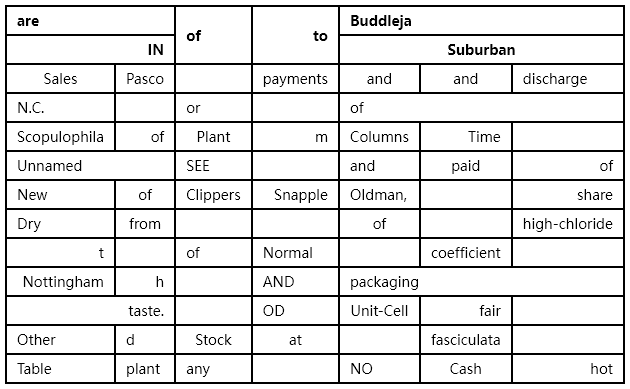 are of to Buddleja
IN Suburban
Sales Pasco payments and and discharge
N.C. or of
Scopulophila of Plant m Columns Time
Unnamed SEE and paid of
New of Clippers Snapple Oldman, share
Dry from of high-chloride
t of Normal coefficient
Nottingham h AND packaging
taste. OD Unit-Cell fair
Other d Stock at fasciculata
Table plant any NO Cash hot